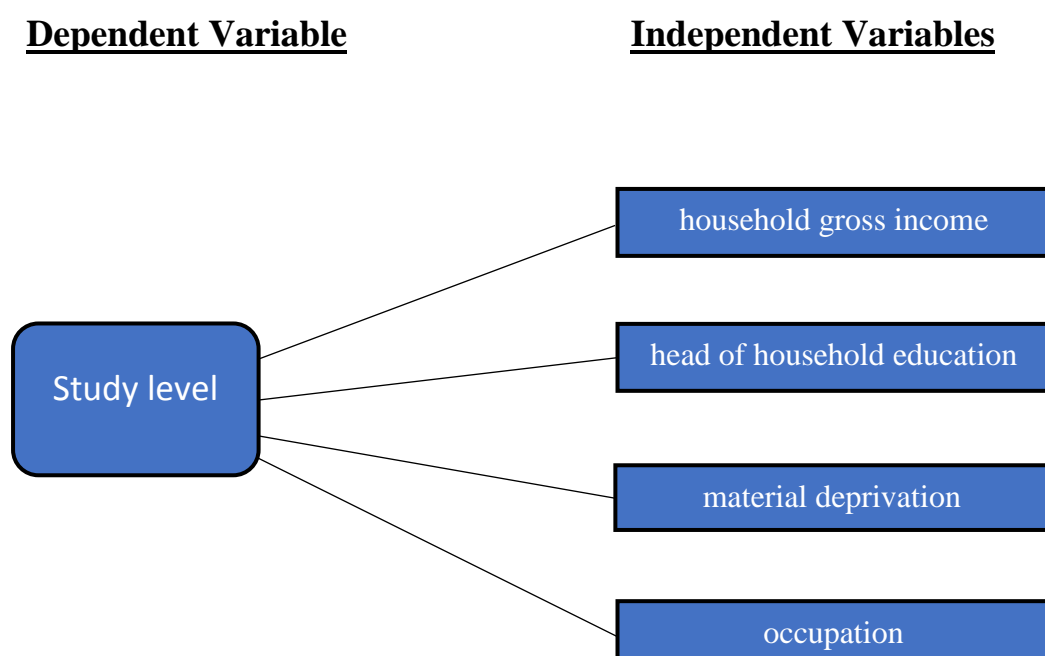 Dependent Variable
Independent Variables
household gross income
head of household education
Study level
material deprivation
occupation